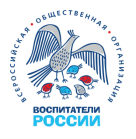 ВСЕРОССИЙСКАЯ • ОБЩЕСТВЕННАЯ • ОРГАНИЗАЦИЯ
ВОСПИТАТЕЛИ
РОССИИ